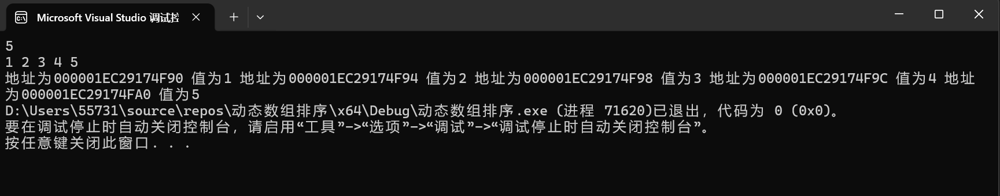 Microsoft Visual Studio 调试控
5
1 2 3 4 5
地址为000001EC29174F90 值为1 地址为000001EC29174F94 值为2 地址为000001EC29174F98 值为3 地址为000001EC29174F9C 值为4 地址
为000001EC29174FA0 值为5
D:\Users\55731\source\repos\动态数组排序\x64\Debug\动态数组排序.exe (进程 71620)已退出，代码为 0 (0x0)。
要在调试停止时自动关闭控制台，请启用“工具”->“选项”->“调试”->“调试停止时自动关闭控制台”。
按任意键关闭此窗口. . .